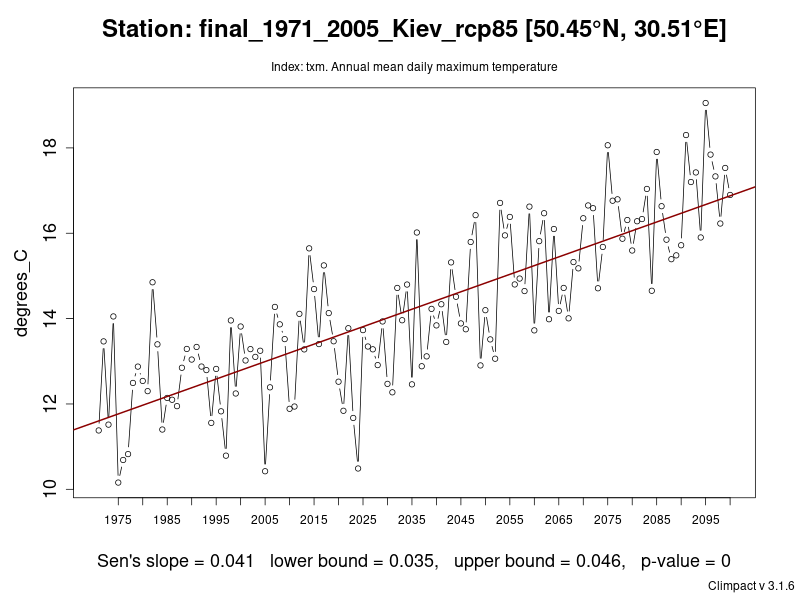 Station: final_1971_2005_Kiev_rcp85 [50.45°N, 30.51°E]
Index: txm. Annual mean daily maximum temperature
degrees_C
18
16
14
12
10
1975 1985 1995 2005 2015 2025 2035 2045 2055 2065 2075 2085 2095
Sen's slope = 0.041 lower bound = 0.035, upper bound = 0.046, p-value = 0
Climpact v 3.1.6